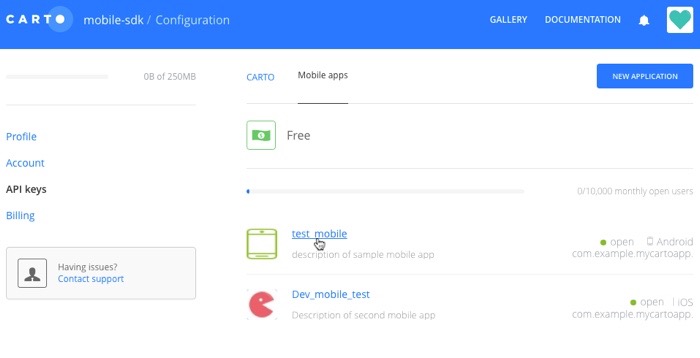 CARTO mobile-sdk / Configuration GALLERY DOCUMENTATION
0B of 250MB CARTO Mobile apps NEW APPLICATION
Profile
Account
API keys
Billing
Having issues?
Contact support
Free
0/10,000 monthly open users
test_mobile
description of sample mobile app
open Android
com.example.mycartoapp.
Dev_mobile_test
Description of second mobile app
open iOS
com.example.mycartoapp.